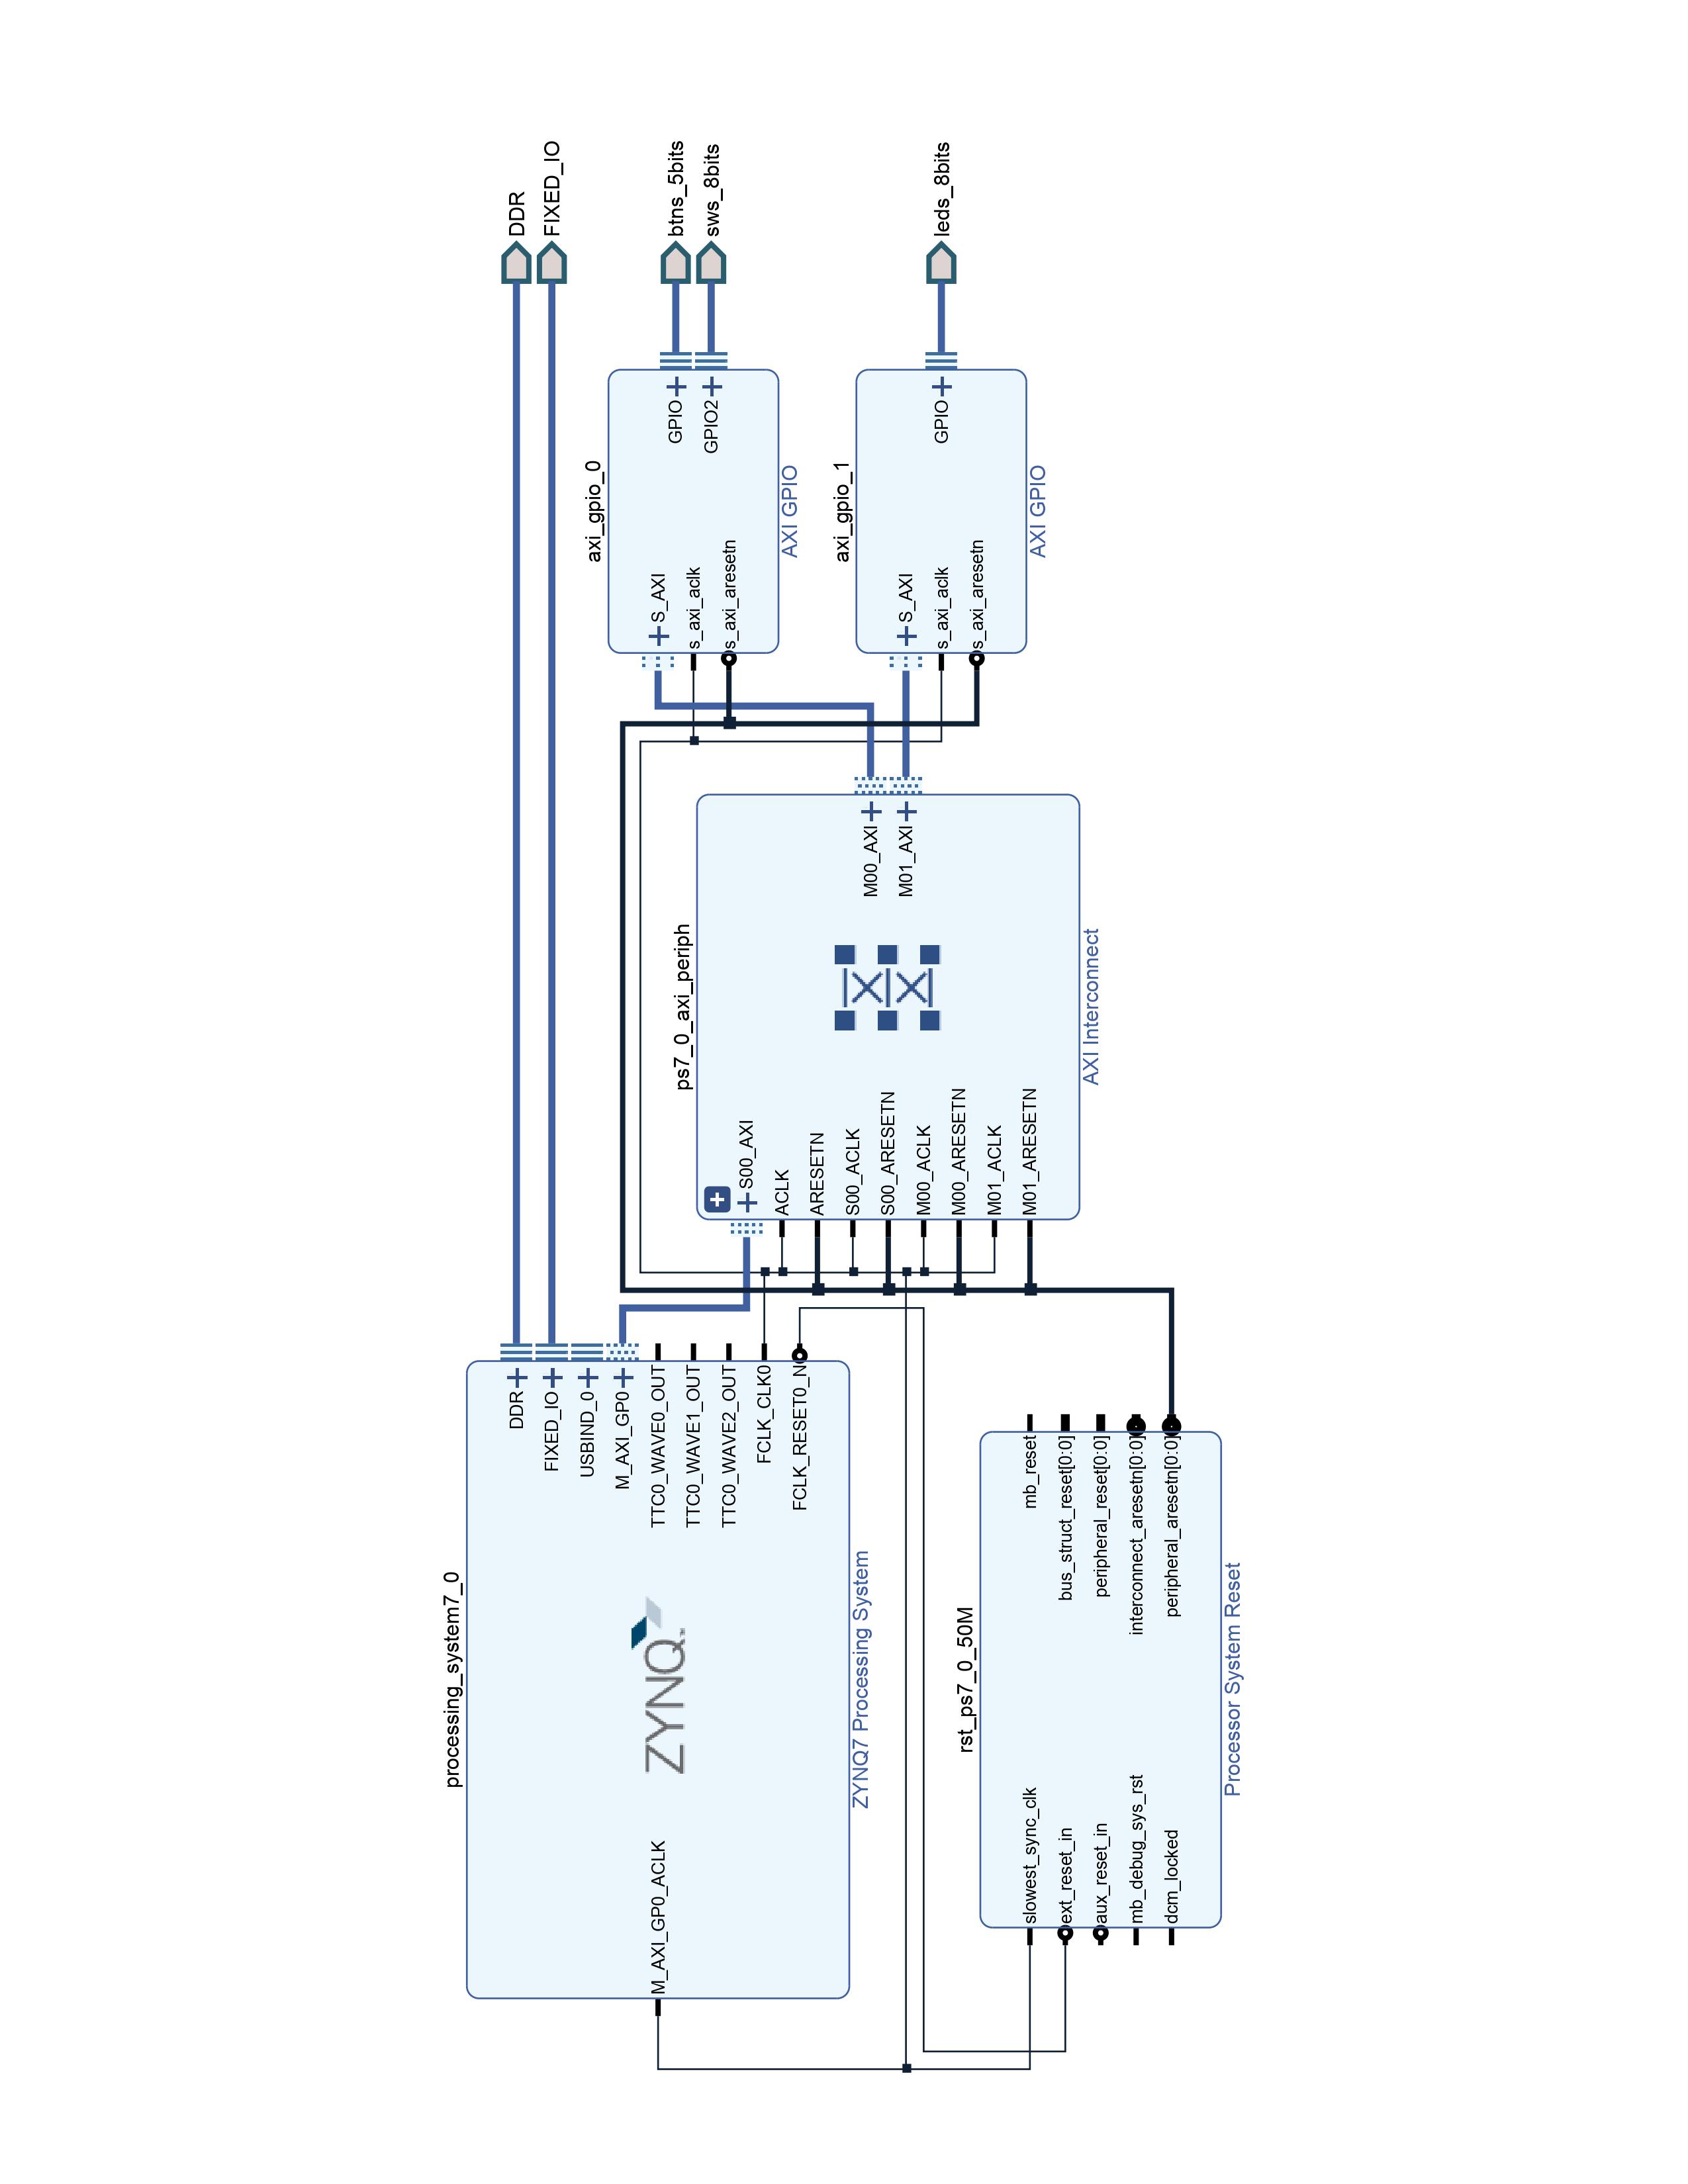 processing_system7_0
DDR
FIXED_IO
USBIND_0
M_AXI_GP0
M_AXI_GP0_ACLK
ZYNQ
TTC0_WAVE0_OUT
TTC0_WAVE1_OUT
TTC0_WAVE2_OUT
FCLK_CLK0
FCLK_RESET0_N
ZYNQ7 Processing System
rst_ps7_0_50M
slowest_sync_clk
ext_reset_in
aux_reset_in
mb_debug_sys_rst
dcm_locked
mb_reset
bus_struct_reset[0:0]
peripheral_reset[0:0]
interconnect_aresetn[0:0]
peripheral_aresetn[0:0]
Processor System Reset
ps7_0_axi_periph
S00_AXI
ACLK
ARESETN
S00_ACLK
S00_ARESETN
M00_ACLK
M00_ARESETN
M01_ACLK
M01_ARESETN
M00_AXI
M01_AXI
AXI Interconnect
axi_gpio_0
S_AXI
s_axi_aclk
s_axi_aresetn
GPIO
GPIO2
AXI GPIO
axi_gpio_1
S_AXI
s_axi_aclk
s_axi_aresetn
GPIO
AXI GPIO
DDR
FIXED_IO
btns_5bits
sws_8bits
leds_8bits